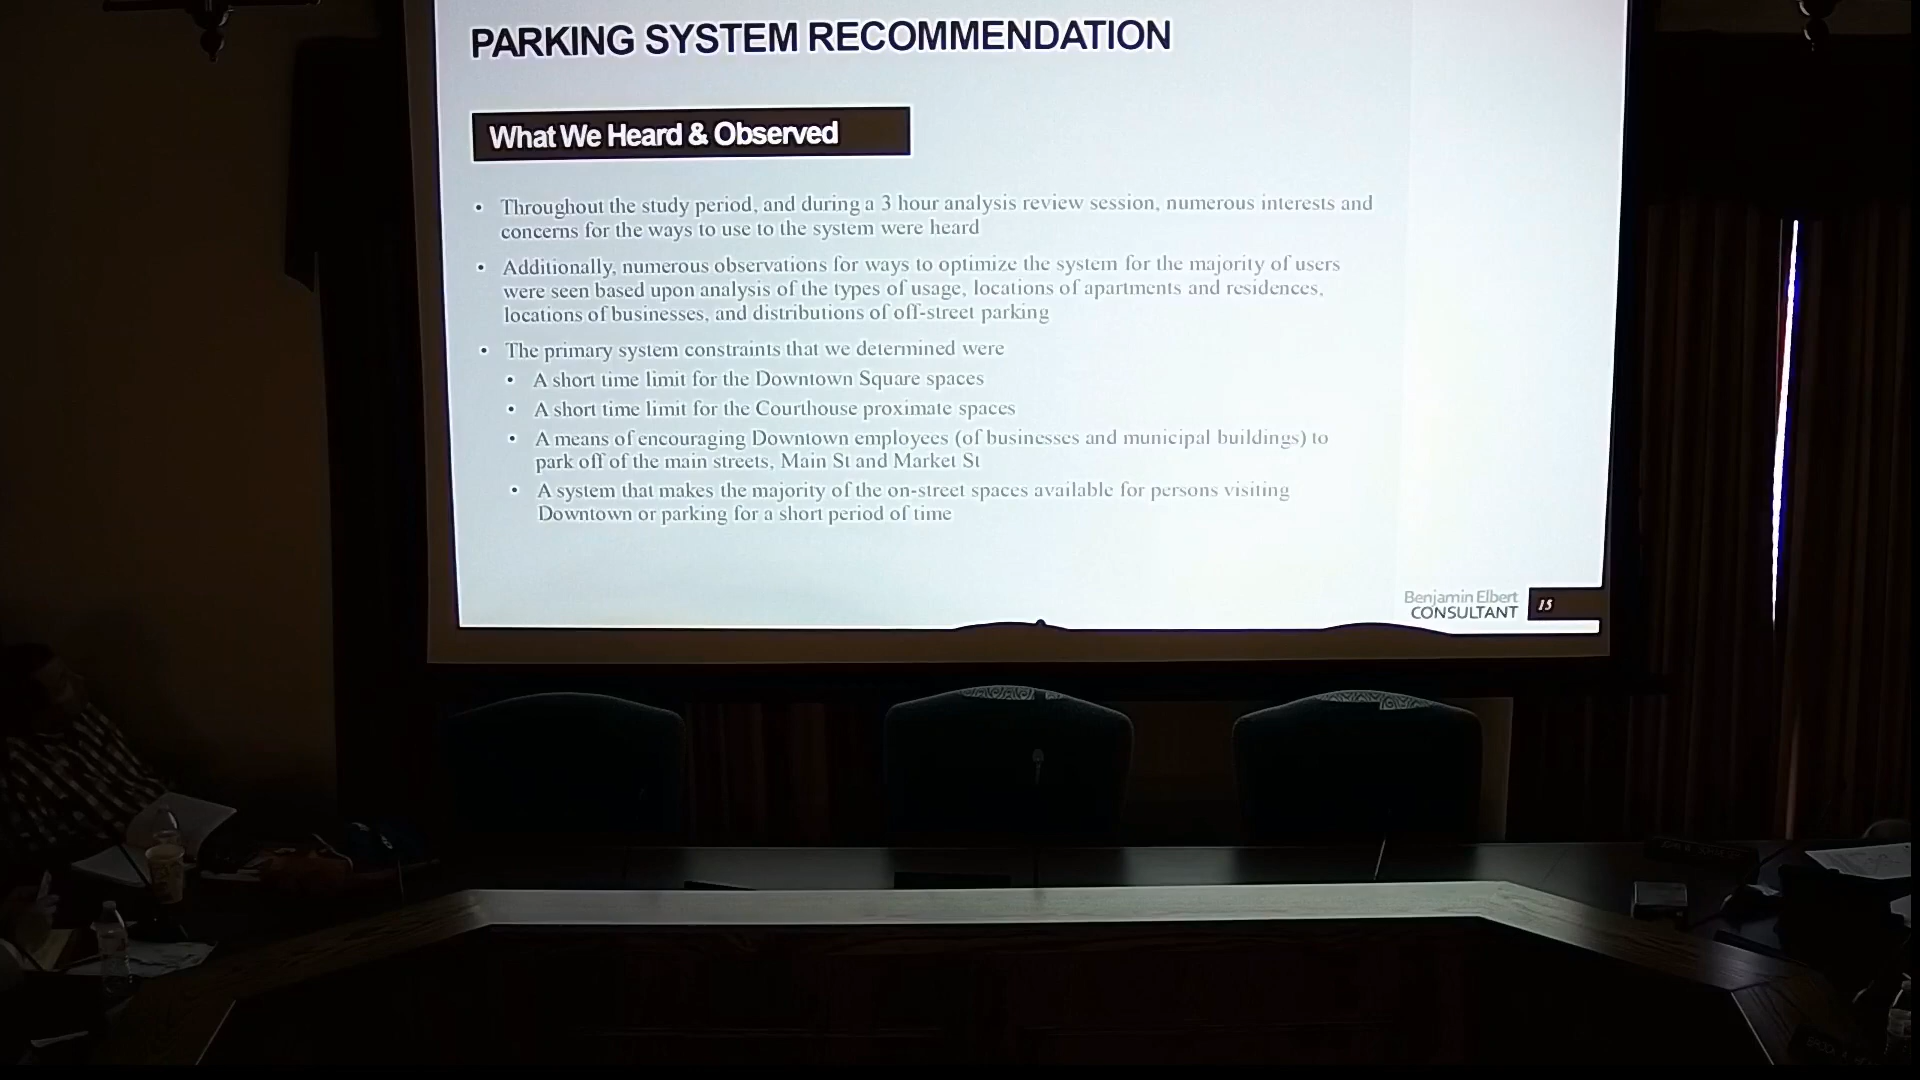 PARKING SYSTEM RECOMMENDATION
What We Heard & Observed
• Throughout the study period, and during a 3 hour analysis review session, numerous interests and
concerns for the ways to use to the system were heard
• Additionally, numerous observations for ways to optimize the system for the majority of users
were seen based upon analysis of the types of usage, locations of apartments and residences,
locations of businesses, and distributions of off-street parking
• The primary system constraints that we determined were
• A short time limit for the Downtown Square spaces
• A short time limit for the Courthouse proximate spaces
• A means of encouraging Downtown employees (of businesses and municipal buildings) to
park off of the main streets, Main St and Market St
• A system that makes the majority of the on-street spaces available for persons visiting
Downtown or parking for a short period of time
Benjamin Elbert
CONSULTANT
15